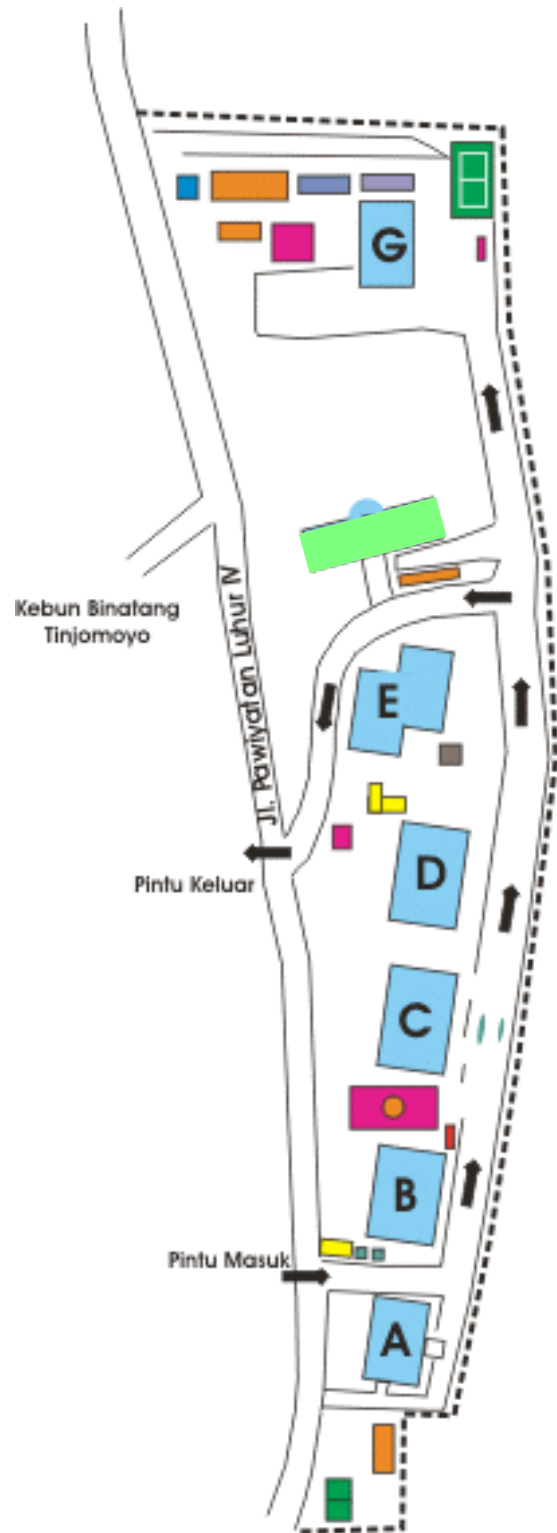 G
Kebun Binatang
Tinjomoyo
Jl. Pawiyatan Luhur IV
E
Pintu Keluar
D
C
B
Pintu Masuk
A